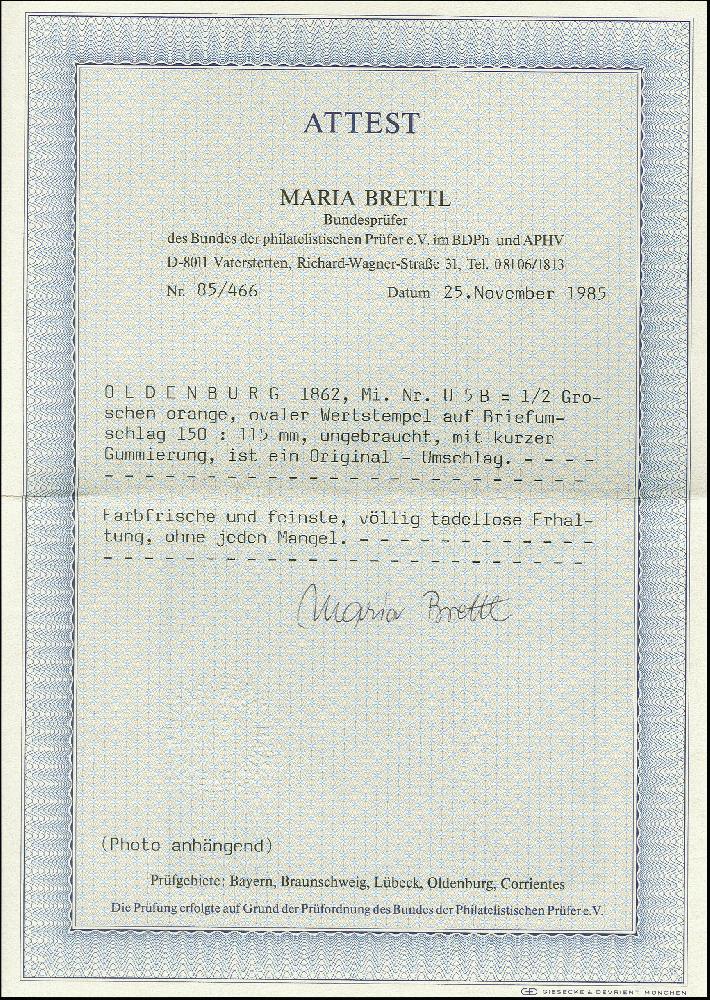 ATTEST
MARIA BRETTL
Bundesprüfer
des Bundes der philatelistischen Prüfer e.V. im BDPh und APHV
D-8011 Vaterstetten, Richard-Wagner-Straße 31, Tel. 08106/1813
Nr. 85/466 Datum 25.November 1985
O L D E N B U R G 1862, Mi. Nr. U 5 B = 1/2 Gro-
schen orange, ovaler Wertstempel auf Briefum-
schlag 150 : 115 mm, ungebraucht, mit kurzer
Gummierung, ist ein Original - Umschlag. - - - -
- - - - - - - - - - - - - - - - - - - - - - - -
Farbfrische und feinste, völlig tadellose Erhal-
tung, ohne jeden Mangel. - - - - - - - - - - - -
- - - - - - - - - - - - - - - - - - - - - - - -
Maria Brettl
(Photo anhängend)
Prüfgebiete: Bayern, Braunschweig, Lübeck, Oldenburg, Corrientes
Die Prüfung erfolgte auf Grund der Prüfordnung des Bundes der Philatelistischen Prüfer e.V.
GIESECKE & DEVRIENT MÜNCHEN